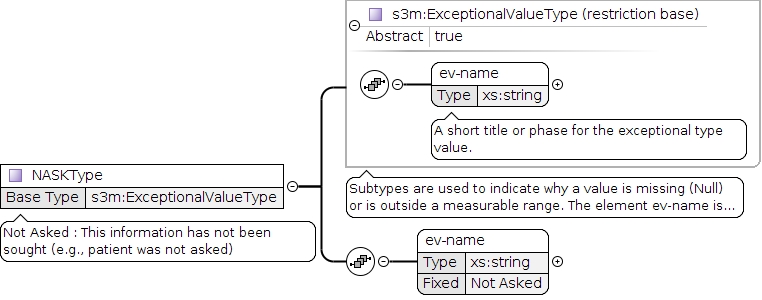 s3m:ExceptionalValueType (restriction base)
Abstract true
ev-name
Type xs:string
A short title or phase for the exceptional type
value.
NASKType
Base Type s3m:ExceptionalValueType
Not Asked : This information has not been
sought (e.g., patient was not asked)
Subtypes are used to indicate why a value is missing (Null)
or is outside a measurable range. The element ev-name is...
ev-name
Type xs:string
Fixed Not Asked